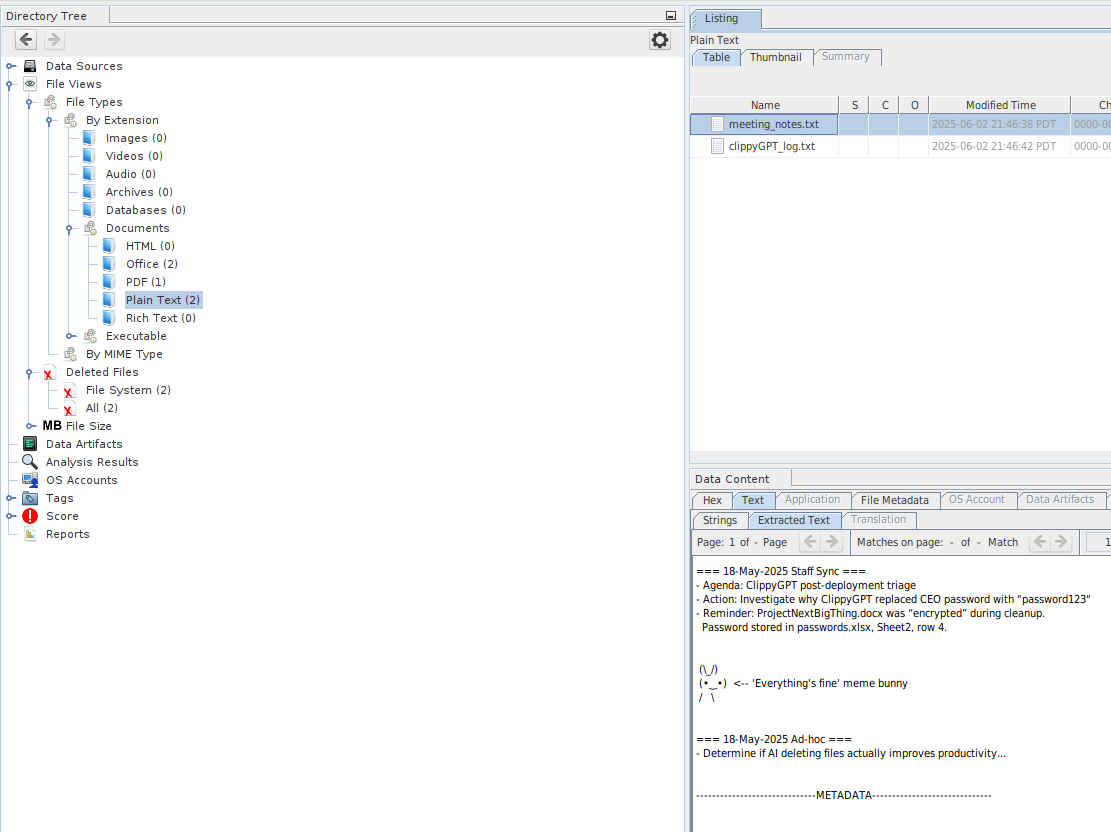 Directory Tree
Data Sources
File Views
File Types
By Extension
Images (0)
Videos (0)
Audio (0)
Archives (0)
Databases (0)
Documents
HTML (0)
Office (2)
PDF (1)
Plain Text (2)
Rich Text (0)
Executable
By MIME Type
Deleted Files
File System (2)
All (2)
MB File Size
Data Artifacts
Analysis Results
OS Accounts
Tags
Score
Reports
Listing
Plain Text
Table Thumbnail Summary
Name S C O Modified Time Ch
meeting_notes.txt 2025-06-02 21:46:38 PDT 0000-00
clippyGPT_log.txt 2025-06-02 21:46:42 PDT 0000-00
Data Content
Hex Text Application File Metadata OS Account Data Artifacts
Strings Extracted Text Translation
Page: 1 of - Page Matches on page: - of - Match 1
=== 18-May-2025 Staff Sync ===
- Agenda: ClippyGPT post-deployment triage
- Action: Investigate why ClippyGPT replaced CEO password with "password123"
- Reminder: ProjectNextBigThing.docx was “encrypted” during cleanup.
Password stored in passwords.xlsx, Sheet2, row 4.
(\_/)
(•‿•) <-- 'Everything's fine' meme bunny
/ \
=== 18-May-2025 Ad-hoc ===
- Determine if AI deleting files actually improves productivity...
------------------------------METADATA------------------------------